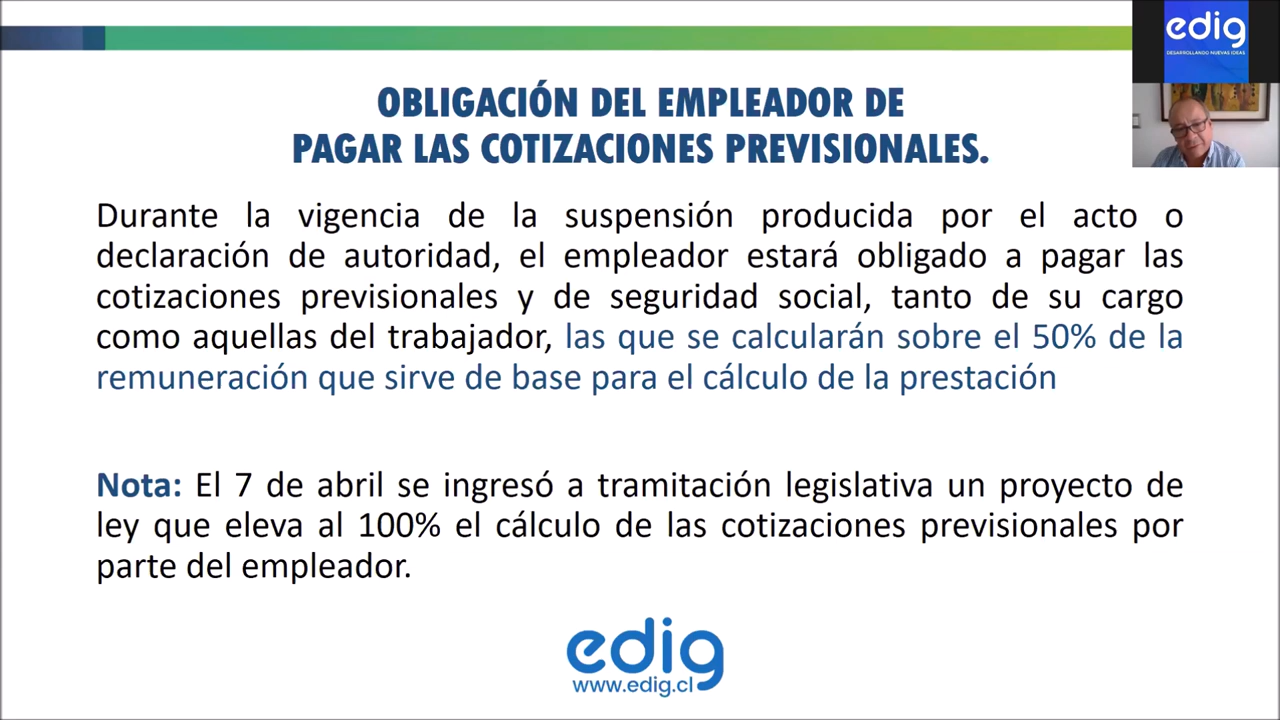 edig
DESARROLLANDO NUEVAS IDEAS
OBLIGACIÓN DEL EMPLEADOR DE
PAGAR LAS COTIZACIONES PREVISIONALES.
Durante la vigencia de la suspensión producida por el acto o
declaración de autoridad, el empleador estará obligado a pagar las
cotizaciones previsionales y de seguridad social, tanto de su cargo
como aquellas del trabajador, las que se calcularán sobre el 50% de la
remuneración que sirve de base para el cálculo de la prestación
Nota: El 7 de abril se ingresó a tramitación legislativa un proyecto de
ley que eleva al 100% el cálculo de las cotizaciones previsionales por
parte del empleador.
edig
www.edig.cl